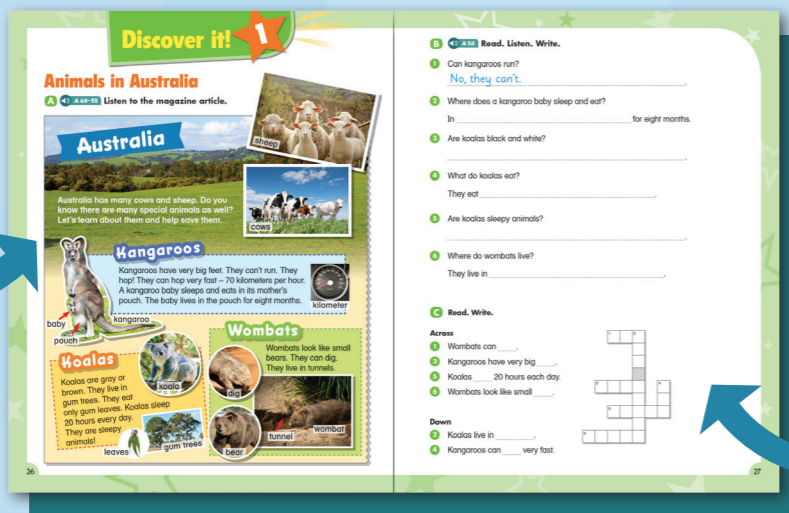 Discover it! 1
Animals in Australia
A A 40-55 Listen to the magazine article.
Australia
sheep
Australia has many cows and sheep. Do you
know there are many special animals as well?
Let's learn about them and help save them.
cows
Kangaroos
Kangaroos have very big feet. They can't run. They
hop! They can hop very fast – 70 kilometers per hour.
A kangaroo baby sleeps and eats in its mother's
pouch. The baby lives in the pouch for eight months.
kilometer
baby
kangaroo
pouch
Koalas
Koalas are gray or
brown. They live in
gum trees. They eat
only gum leaves. Koalas sleep
20 hours every day.
They are sleepy
animals!
koala
leaves
gum trees
Wombats
Wombats look like small
bears. They can dig.
They live in tunnels.
dig
bear
tunnel
wombat
26
B A 56 Read. Listen. Write.
1 Can kangaroos run?
No, they can't.
2 Where does a kangaroo baby sleep and eat?
In ______ for eight months.
3 Are koalas black and white?
4 What do koalas eat?
They eat ______.
5 Are koalas sleepy animals?
6 Where do wombats live?
They live in ______.
C Read. Write.
Across
1 Wombats can ____.
3 Kangaroos have very big ____.
5 Koalas ____ 20 hours each day.
6 Wombats look like small ____.
Down
2 Koalas live in ________.
4 Kangaroos can ____ very fast.
27